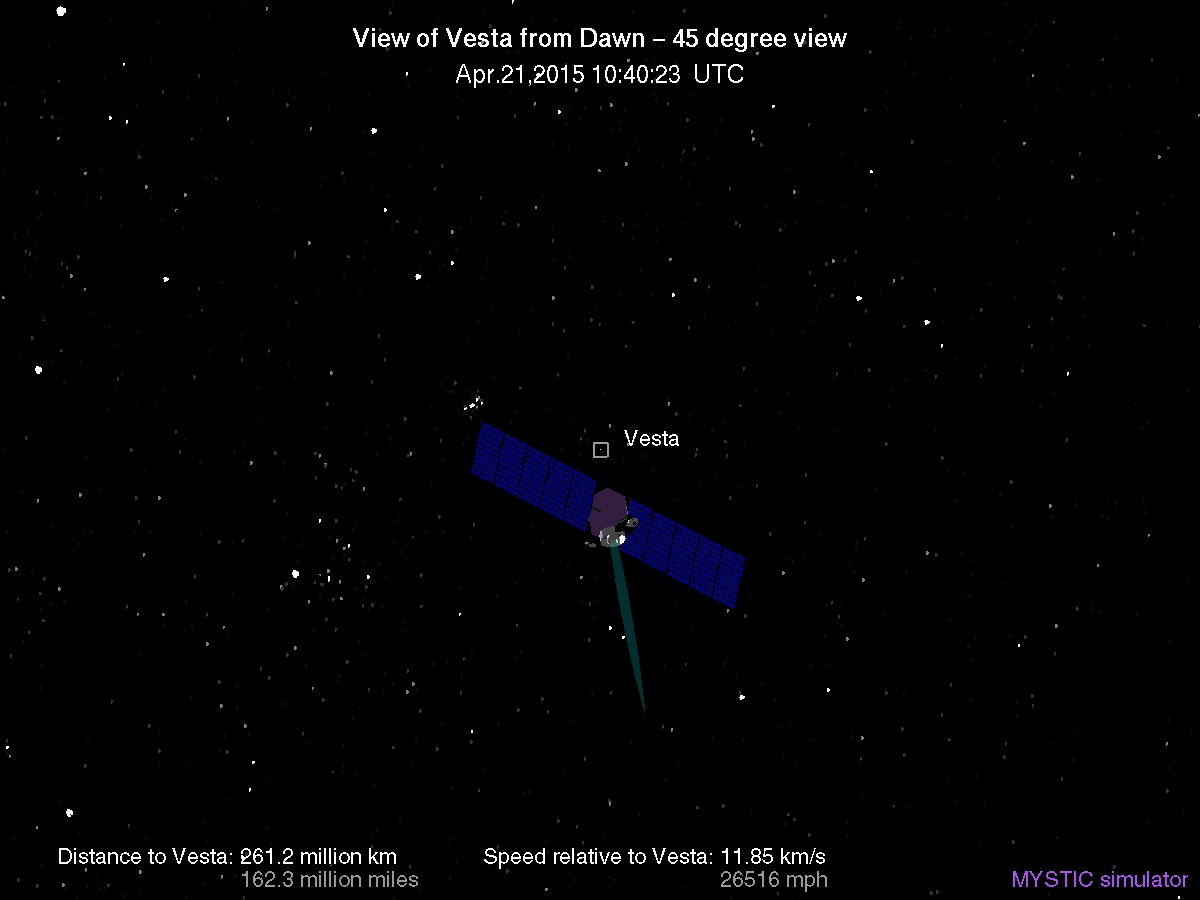 View of Vesta from Dawn – 45 degree view
Apr.21,2015 10:40:23 UTC
Vesta
Distance to Vesta: 261.2 million km
162.3 million miles
Speed relative to Vesta: 11.85 km/s
26516 mph
MYSTIC simulator